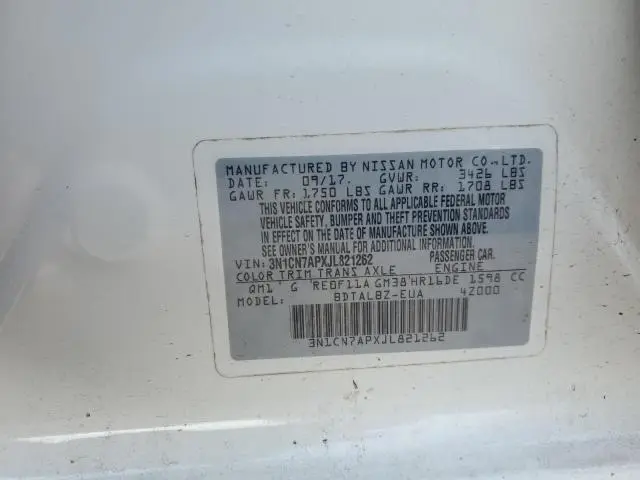 MANUFACTURED BY NISSAN MOTOR CO., LTD.
DATE: 09/17. GVWR: 3426 LBS
GAWR FR: 1750 LBS GAWR RR: 1708 LBS
THIS VEHICLE CONFORMS TO ALL APPLICABLE FEDERAL MOTOR
VEHICLE SAFETY, BUMPER AND THEFT PREVENTION STANDARDS
IN EFFECT ON THE DATE OF MANUFACTURE SHOWN ABOVE.
SEE OWNER'S MANUAL FOR ADDITIONAL INFORMATION.
VIN: 3N1CN7APXJL821262 PASSENGER CAR.
COLOR TRIM TRANS AXLE ENGINE
QM1 G RE0F11A GM38 HR16DE 1598 CC
MODEL: BDTALBZ-EUA 42000
3N1CN7APXJL821262